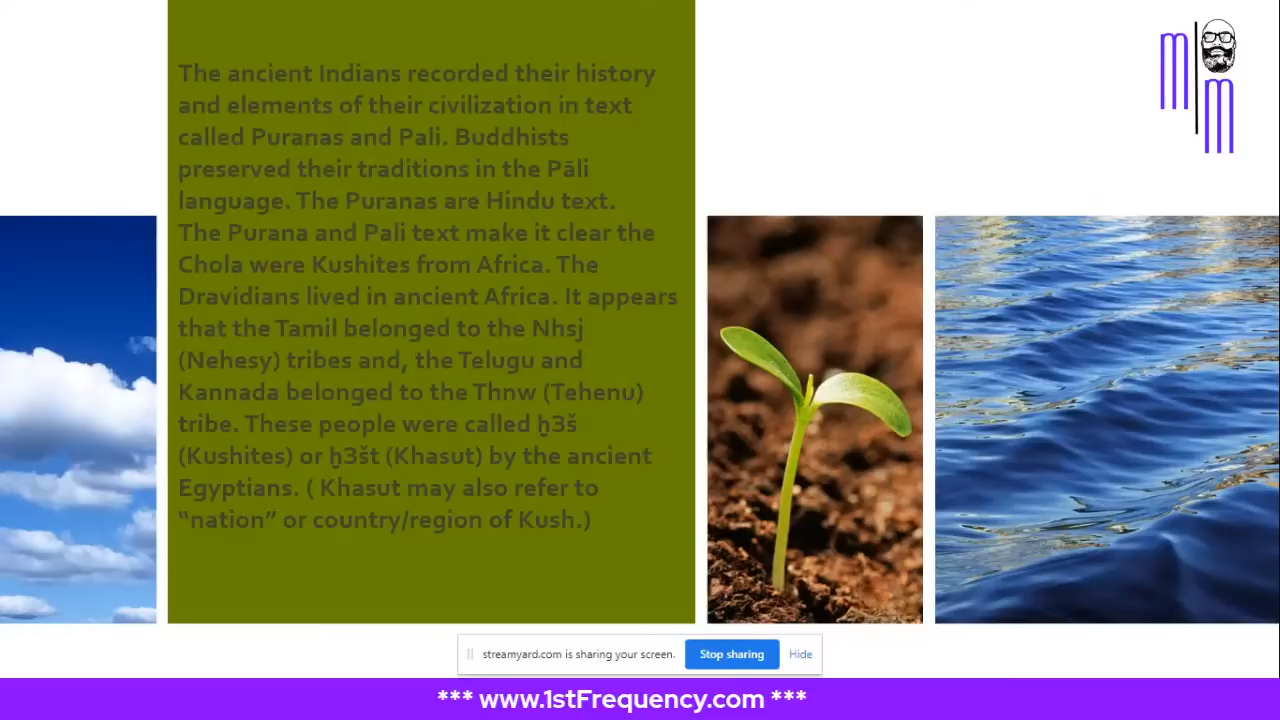 The ancient Indians recorded their history
and elements of their civilization in text
called Puranas and Pali. Buddhists
preserved their traditions in the Pāli
language. The Puranas are Hindu text.
The Purana and Pali text make it clear the
Chola were Kushites from Africa. The
Dravidians lived in ancient Africa. It appears
that the Tamil belonged to the Nhsj
(Nehesy) tribes and, the Telugu and
Kannada belonged to the Thnw (Tehenu)
tribe. These people were called ḫ3š
(Kushites) or ḫ3št (Khasut) by the ancient
Egyptians. ( Khasut may also refer to
“nation” or country/region of Kush.)
m
m
streamyard.com is sharing your screen. Stop sharing Hide
*** www.1stFrequency.com ***